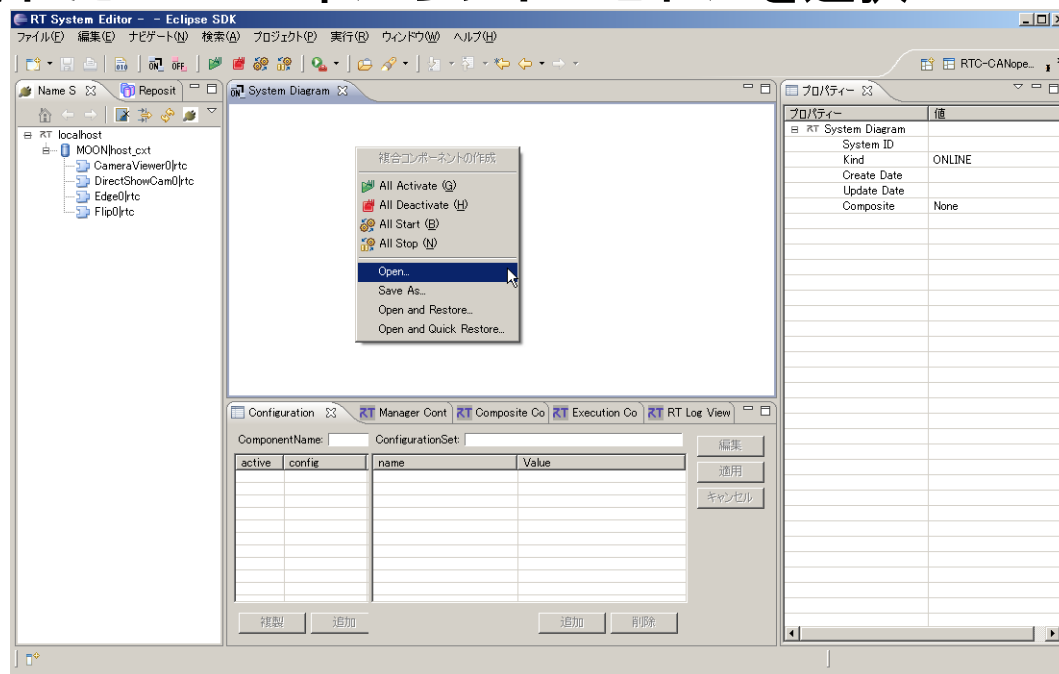 RT System Editor - - Eclipse SDK
ファイル(F) 編集(E) ナビゲート(N) 検索(A) プロジェクト(P) 実行(R) ウィンドウ(W) ヘルプ(H)
RTC-CANope...
Name S
Reposit
localhost
MOON|host_cxt
CameraViewer0|rtc
DirectShowCam0|rtc
Edge0|rtc
Flip0|rtc
System Diagram
複合コンポーネントの作成
All Activate (G)
All Deactivate (H)
All Start (B)
All Stop (N)
Open...
Save As...
Open and Restore...
Open and Quick Restore...
プロパティー
プロパティー 値
System Diagram
System ID
Kind ONLINE
Create Date
Update Date
Composite None
Configuration RT Manager Cont RT Composite Co RT Execution Co RT RT Log View
ComponentName: ConfigurationSet:
active config name Value
編集
適用
キャンセル
複製 追加 追加 削除